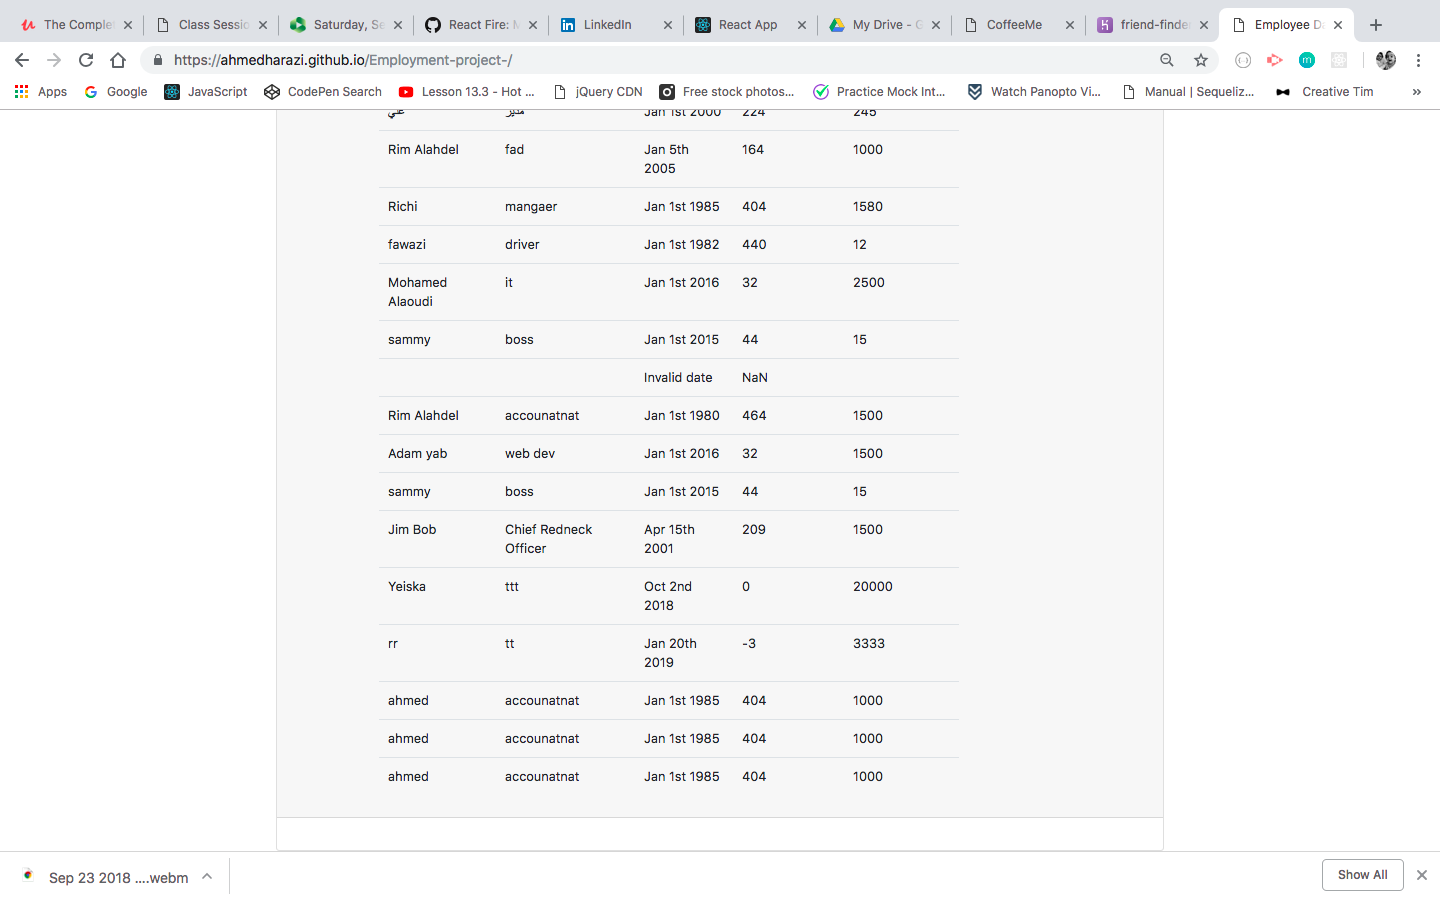 The Complet
Class Sessio
Saturday, Se
React Fire: M
LinkedIn
React App
My Drive - G
CoffeeMe
friend-finde
Employee Da
https://ahmedharazi.github.io/Employment-project-/
Apps
Google
JavaScript
CodePen Search
Lesson 13.3 - Hot ...
jQuery CDN
Free stock photos...
Practice Mock Int...
Watch Panopto Vi...
Manual | Sequeliz...
Creative Tim
»
علي مدير Jan 1st 2000 224 245
Rim Alahdel fad Jan 5th 2005 164 1000
Richi mangaer Jan 1st 1985 404 1580
fawazi driver Jan 1st 1982 440 12
Mohamed Alaoudi it Jan 1st 2016 32 2500
sammy boss Jan 1st 2015 44 15
Invalid date NaN
Rim Alahdel accounatnat Jan 1st 1980 464 1500
Adam yab web dev Jan 1st 2016 32 1500
sammy boss Jan 1st 2015 44 15
Jim Bob Chief Redneck Officer Apr 15th 2001 209 1500
Yeiska ttt Oct 2nd 2018 0 20000
rr tt Jan 20th 2019 -3 3333
ahmed accounatnat Jan 1st 1985 404 1000
ahmed accounatnat Jan 1st 1985 404 1000
ahmed accounatnat Jan 1st 1985 404 1000
Sep 23 2018 ....webm
Show All